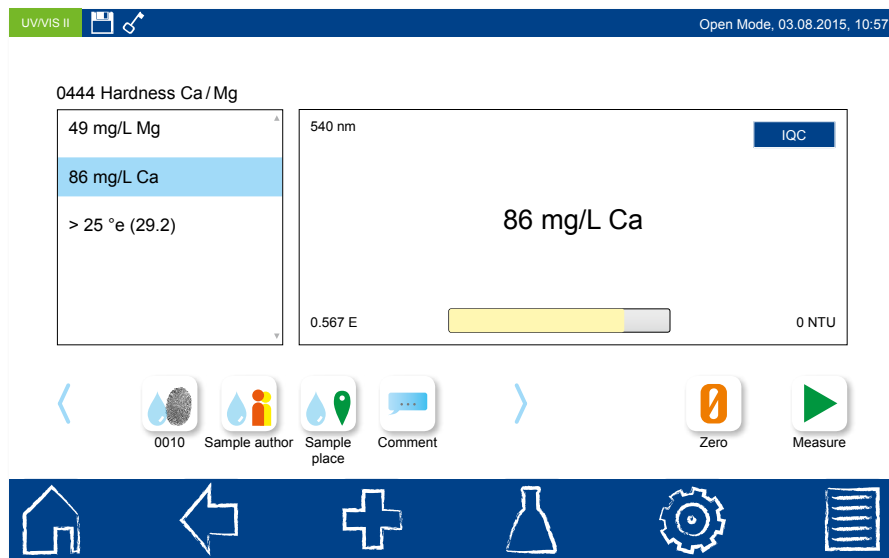 UV/VIS II
Open Mode, 03.08.2015, 10:57
0444 Hardness Ca/Mg
49 mg/L Mg
86 mg/L Ca
> 25 °e (29.2)
540 nm
IQC
86 mg/L Ca
0.567 E
0 NTU
0010
Sample author
Sample
place
Comment
Zero
Measure